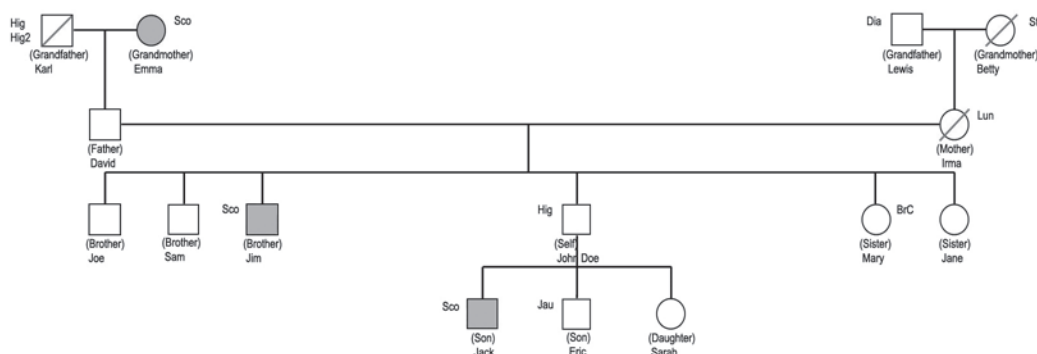 Hig
Hig2
Sco
(Grandfather)
Karl
(Grandmother)
Emma
Dia
St
(Grandfather)
Lewis
(Grandmother)
Betty
(Father)
David
Lun
(Mother)
Irma
(Brother)
Joe
(Brother)
Sam
Sco
(Brother)
Jim
Hig
(Self)
John Doe
BrC
(Sister)
Mary
(Sister)
Jane
Sco
(Son)
Jack
Jau
(Son)
Eric
(Daughter)
Sarah